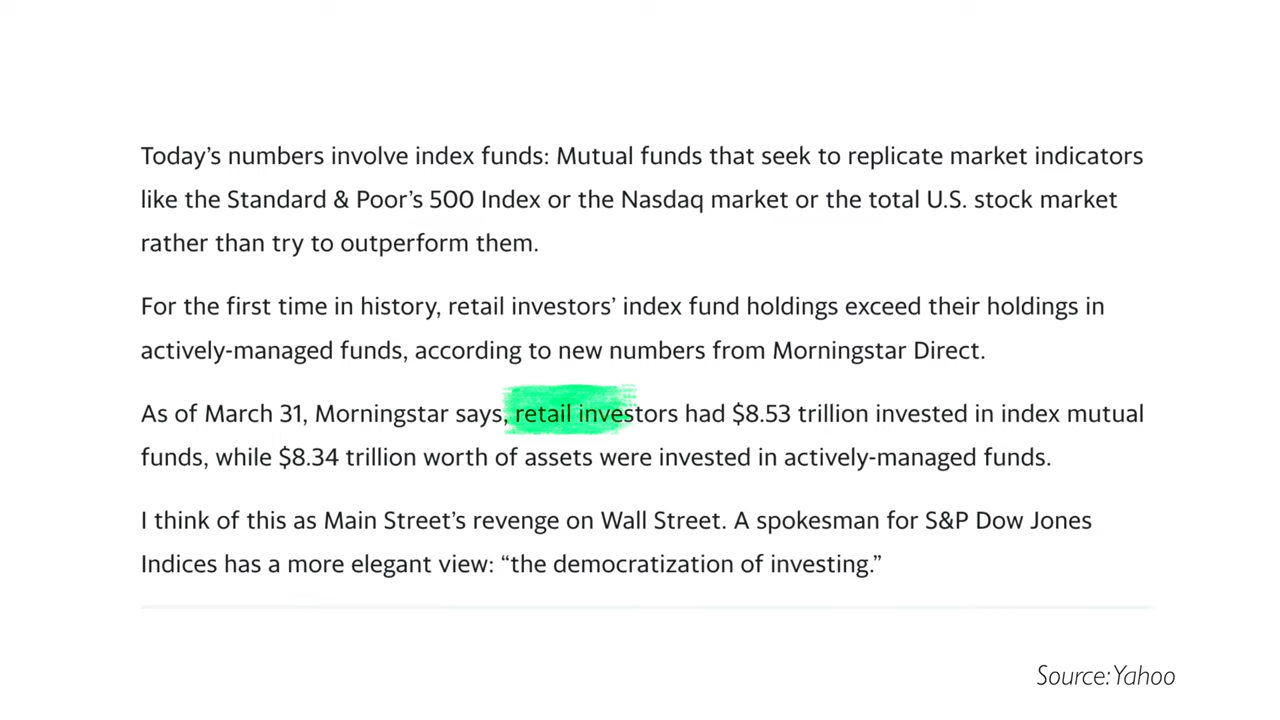 Today’s numbers involve index funds: Mutual funds that seek to replicate market indicators
like the Standard & Poor’s 500 Index or the Nasdaq market or the total U.S. stock market
rather than try to outperform them.
For the first time in history, retail investors’ index fund holdings exceed their holdings in
actively-managed funds, according to new numbers from Morningstar Direct.
As of March 31, Morningstar says, retail investors had $8.53 trillion invested in index mutual
funds, while $8.34 trillion worth of assets were invested in actively-managed funds.
I think of this as Main Street’s revenge on Wall Street. A spokesman for S&P Dow Jones
Indices has a more elegant view: “the democratization of investing.”
Source: Yahoo